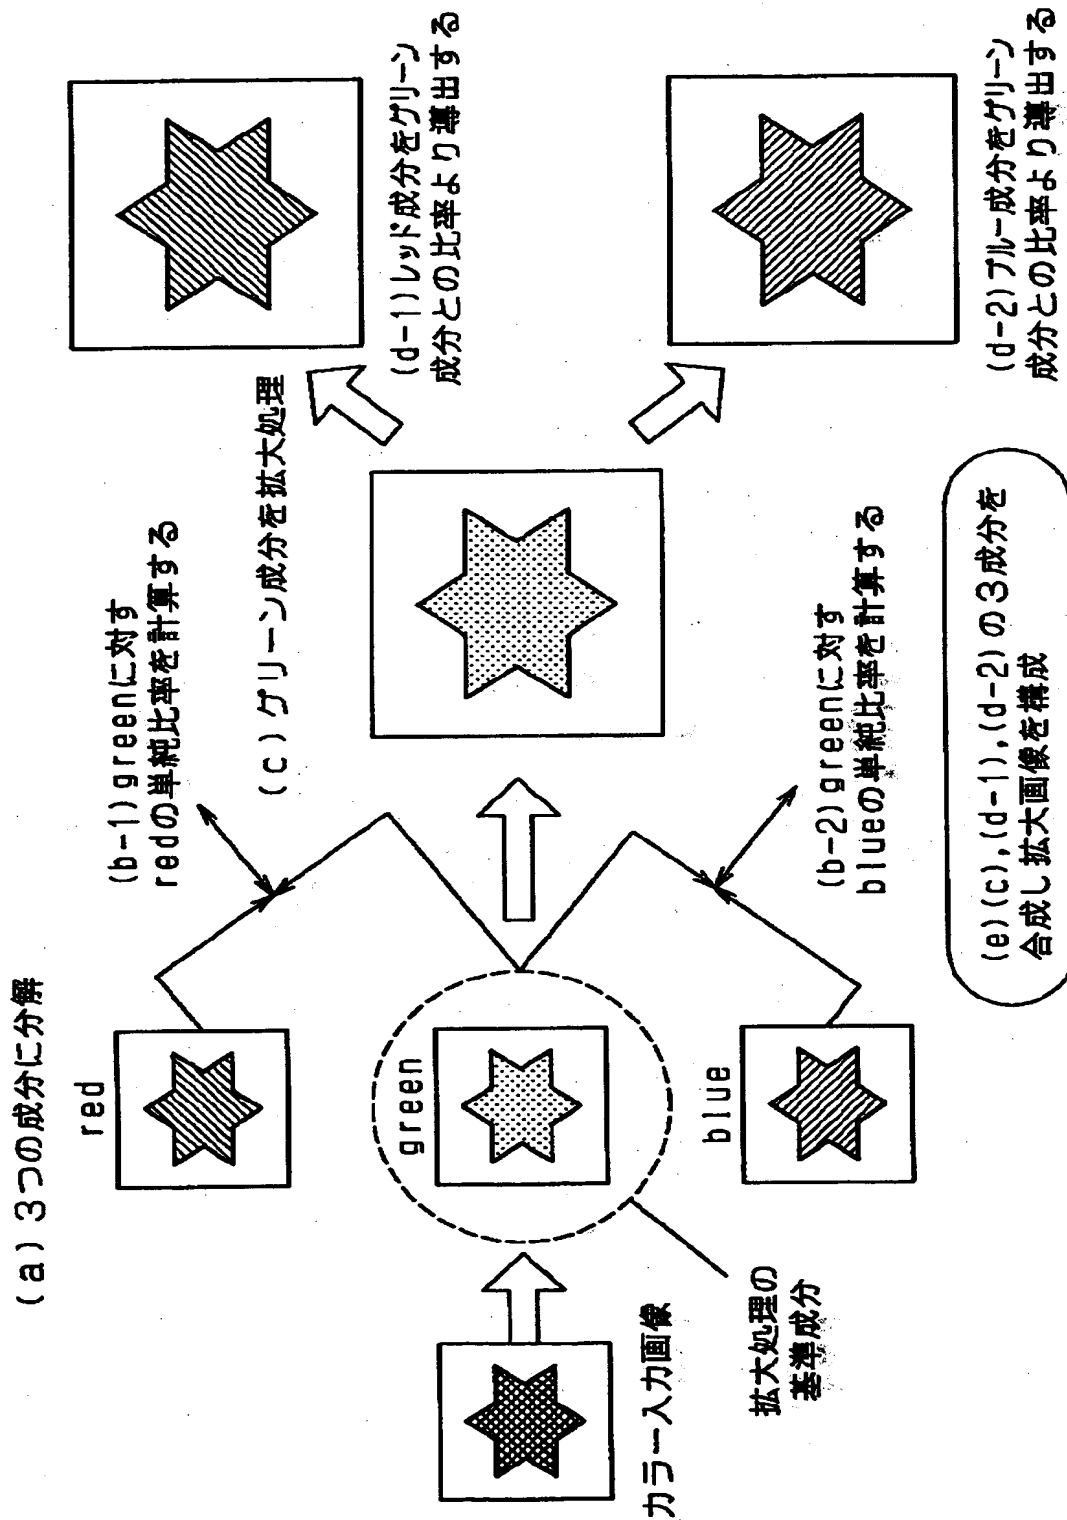 (a) 3つの成分に分解
red
green
blue
カラー入力画像
拡大処理の
基準成分
(b-1) greenに対す
redの単純比率を計算する
(b-2) greenに対す
blueの単純比率を計算する
(c) グリーン成分を拡大処理
(d-1) レッド成分をグリーン
成分との比率より導出する
(d-2) ブルー成分をグリーン
成分との比率より導出する
(e) (c), (d-1), (d-2) の3成分を
合成し拡大画像を構成